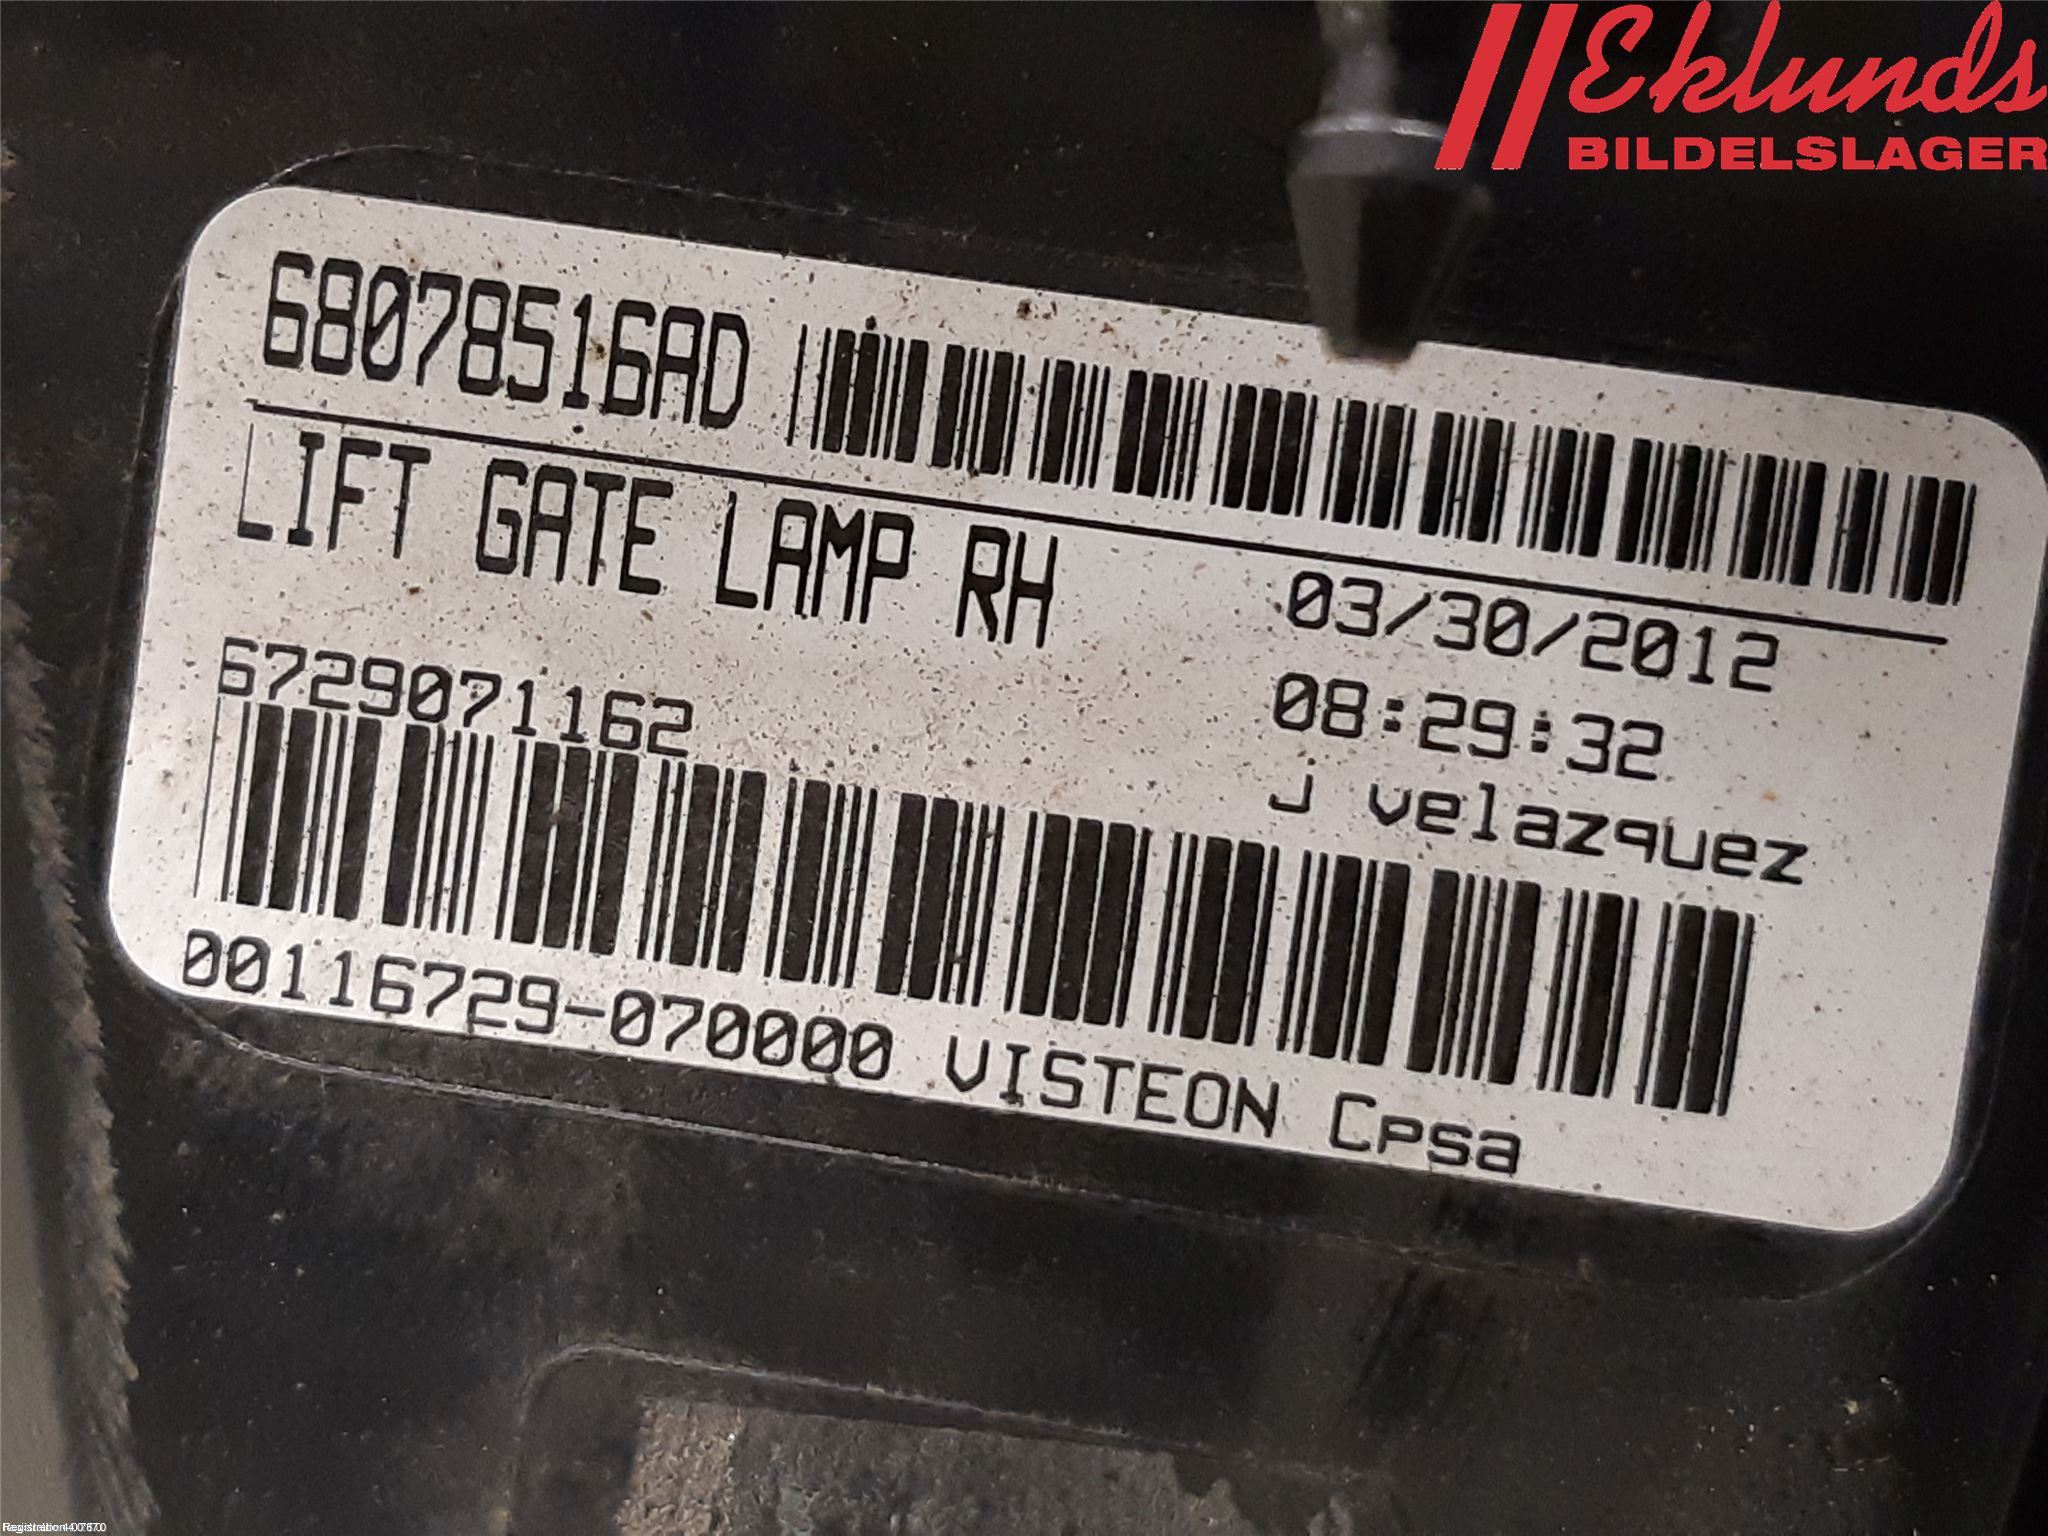 Eklunds
BILDELSLAGER
68078516AD
LIFT GATE LAMP RH
03/30/2012
6729071162
08:29:32
J velazquez
00116729-070000 VISTEON Cpsa